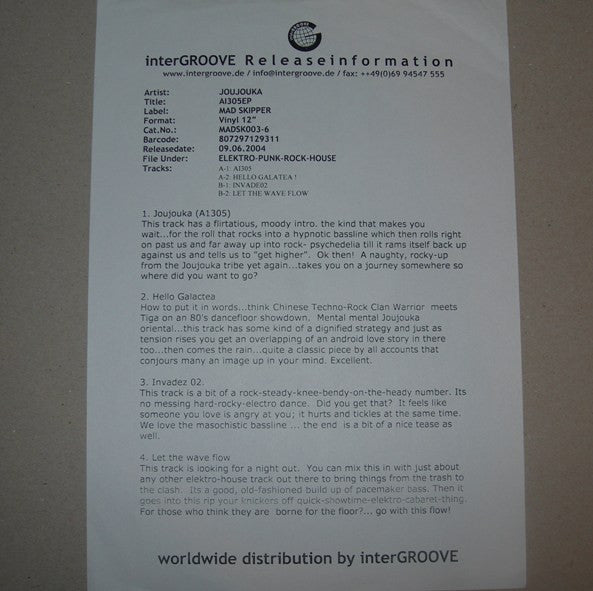 interGROOVE Releaseinformation
www.intergroove.de / info@intergroove.de / fax: ++49(0)69 94547 555
Artist: JOUJOUKA
Title: AI305EP
Label: MAD SKIPPER
Format: Vinyl 12"
Cat.No.: MADSK003-6
Barcode: 807297129311
Releasedate: 09.06.2004
File Under: ELEKTRO-PUNK-ROCK-HOUSE
Tracks: A-1: AI305
A-2: HELLO GALATEA !
B-1: INVADE02
B-2: LET THE WAVE FLOW
1. Joujouka (A1305)
This track has a flirtatious, moody intro. the kind that makes you
wait...for the roll that rocks into a hypnotic bassline which then rolls right
on past us and far away into rock- psychedelia till it rams itself back up
against us and tells us to "get higher". Ok then! A naughty, rocky-up
from the Joujouka tribe yet again...takes you on a journey somewhere so
where did you want to go?
2. Hello Galactea
How to put it in words...think Chinese Techno-Rock Clan Warrior meets
Tiga on an 80's dancefloor showdown. Mental mental Joujouka
oriental...this track has some kind of a dignified strategy and just as
tension rises you get an overlapping of an android love story in there
too...then comes the rain...quite a classic piece by all accounts that
conjours many an image up in your mind. Excellent.
3. Invadez 02.
This track is a bit of a rock-steady-knee-bendy-on-the-heady number. Its
no messing hard-rocky-electro dance. Did you get that? It feels like
someone you love is angry at you; it hurts and tickles at the same time.
We love the masochistic bassline ... the end is a bit of a nice tease as
well.
4. Let the wave flow
This track is looking for a night out. You can mix this in with just about
any other elektro-house track out there to bring things from the trash to
the clash. Its a good, old-fashioned build up of pacemaker bass. Then it
goes into this rip your knickers off quick-showtime-elektro-cabaret-thing.
For those who think they are borne for the floor?... go with this flow!
worldwide distribution by interGROOVE